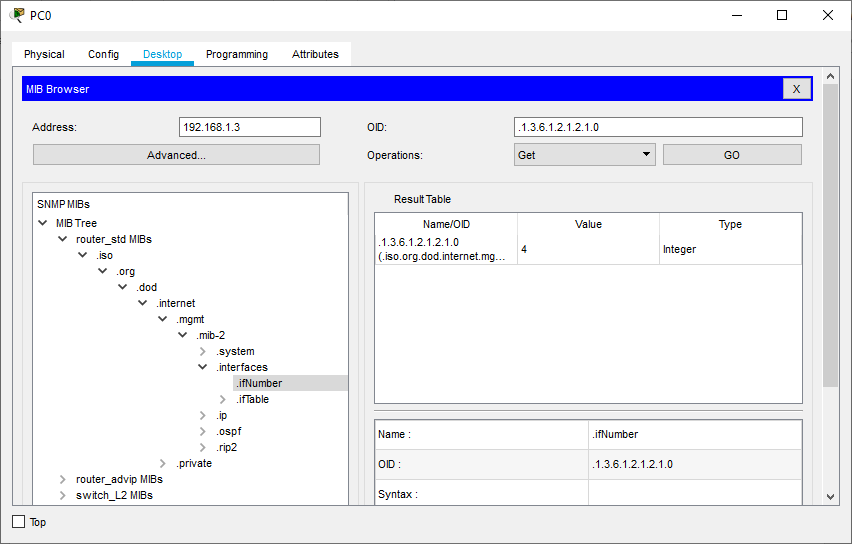 PC0
Physical Config Desktop Programming Attributes
MIB Browser X
Address: 192.168.1.3 OID: .1.3.6.1.2.1.2.1.0
Advanced... Operations: Get GO
SNMP MIBs
MIB Tree
router_std MIBs
.iso
.org
.dod
.internet
.mgmt
.mib-2
.system
.interfaces
.ifNumber
.ifTable
.ip
.ospf
.rip2
.private
router_advip MIBs
switch_L2 MIBs
Result Table
Name/OID Value Type
.1.3.6.1.2.1.2.1.0
(.iso.org.dod.internet.mg... 4 Integer
Name : .ifNumber
OID : .1.3.6.1.2.1.2.1.0
Syntax :
Top